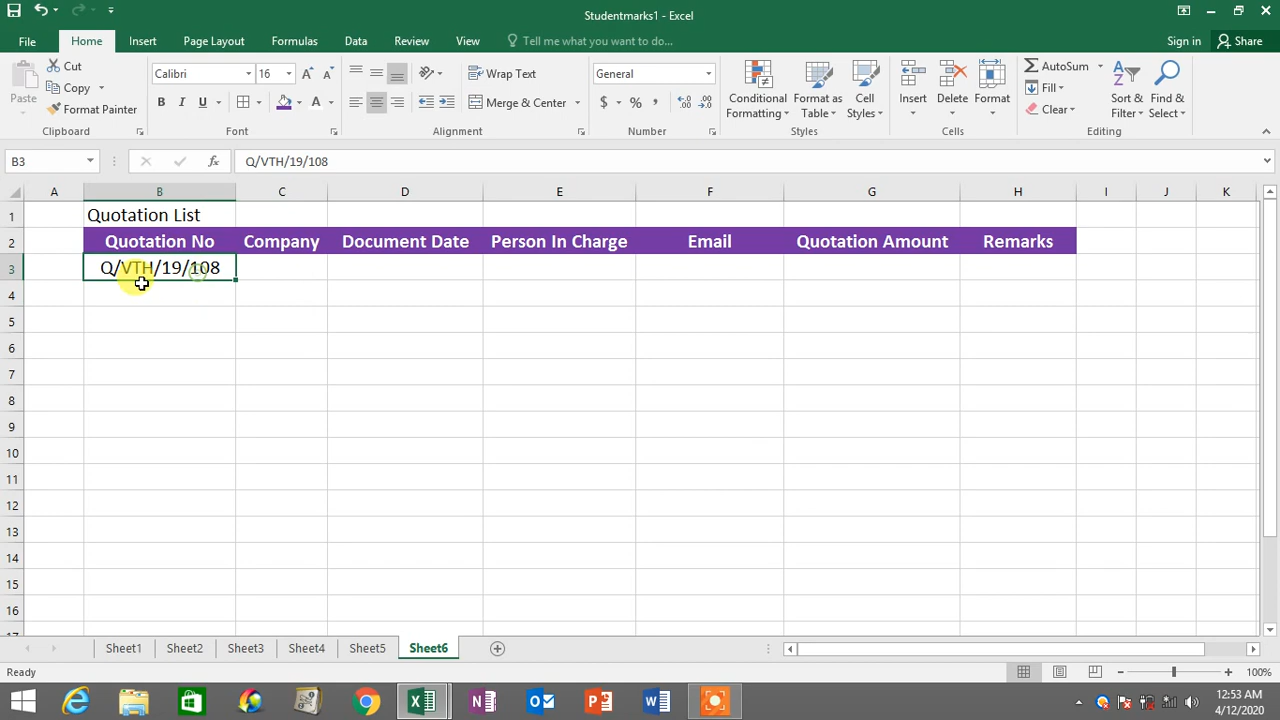 Studentmarks1 - Excel
File Home Insert Page Layout Formulas Data Review View Tell me what you want to do... Sign in Share
Paste Cut Copy Format Painter Clipboard
Calibri 16 A A B I U A Font
Wrap Text Merge & Center Alignment
General $ % , Number
Conditional Formatting Format as Table Cell Styles Styles
Insert Delete Format Cells
AutoSum Fill Clear Sort & Filter Find & Select Editing
B3 fx Q/VTH/19/108
A B C D E F G H I J K
1 Quotation List
2 Quotation No Company Document Date Person In Charge Email Quotation Amount Remarks
3 Q/VTH/19/108
4
5
6
7
8
9
10
11
12
13
14
15
16
Sheet1 Sheet2 Sheet3 Sheet4 Sheet5 Sheet6
Ready 100%
12:53 AM
4/12/2020